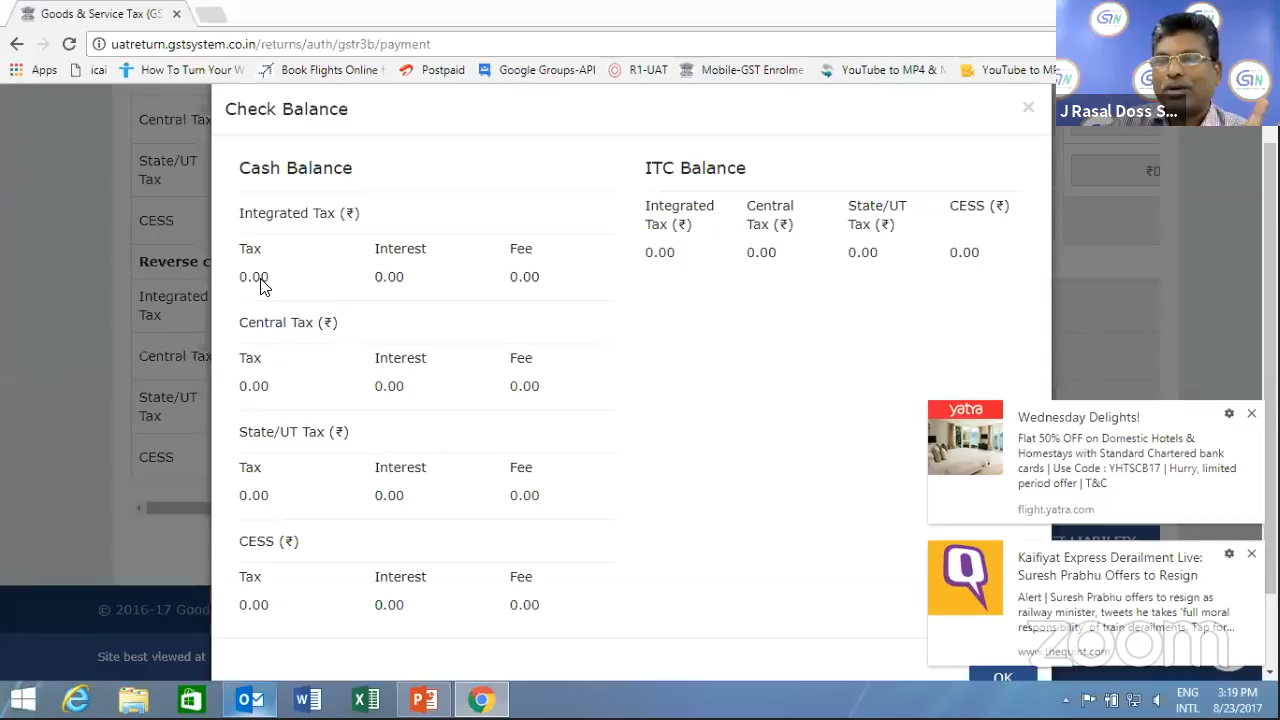 Goods & Service Tax (GS
uatreturn.gstsystem.co.in/returns/auth/gstr3b/payment
Apps icai How To Turn Your W Book Flights Online f Postpaid Google Groups-API R1-UAT Mobile-GST Enrolme YouTube to MP4 & M YouTube to MP
GSTN
J Rasal Doss S...
Check Balance
Central Tax
State/UT
Tax
CESS
Reverse c
Integrated
Tax
Central Tax
State/UT
Tax
CESS
₹0
Cash Balance
Integrated Tax (₹)
Tax Interest Fee
0.00 0.00 0.00
Central Tax (₹)
Tax Interest Fee
0.00 0.00 0.00
State/UT Tax (₹)
Tax Interest Fee
0.00 0.00 0.00
CESS (₹)
Tax Interest Fee
0.00 0.00 0.00
ITC Balance
Integrated Central State/UT CESS (₹)
Tax (₹) Tax (₹) Tax (₹)
0.00 0.00 0.00 0.00
yatra
Wednesday Delights!
Flat 50% OFF on Domestic Hotels &
Homestays with Standard Chartered bank
cards | Use Code : YHTSCB17 | Hurry, limited
period offer | T&C
flight.yatra.com
Kaifiyat Express Derailment Live:
Suresh Prabhu Offers to Resign
Alert | Suresh Prabhu offers to resign as
railway minister, tweets he takes 'full moral
responsibility' of train derailments. Tap for...
www.thequint.com
zoom
OK
© 2016-17 Good
Site best viewed at
ENG
INTL
3:19 PM
8/23/2017